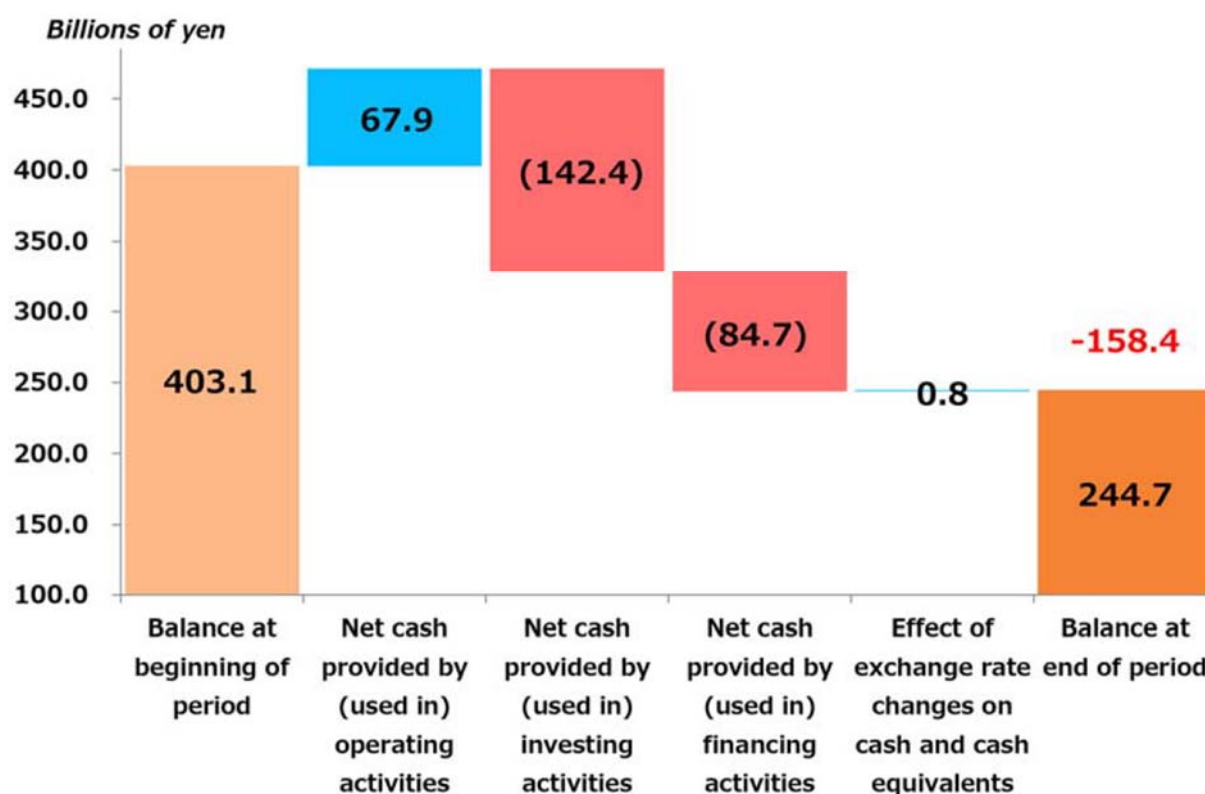 Billions of yen
450.0
400.0
350.0
300.0
250.0
200.0
150.0
100.0
403.1
67.9
(142.4)
(84.7)
0.8
-158.4
244.7
Balance at
beginning of
period
Net cash
provided by
(used in)
operating
activities
Net cash
provided by
(used in)
investing
activities
Net cash
provided by
(used in)
financing
activities
Effect of
exchange rate
changes on
cash and cash
equivalents
Balance at
end of period